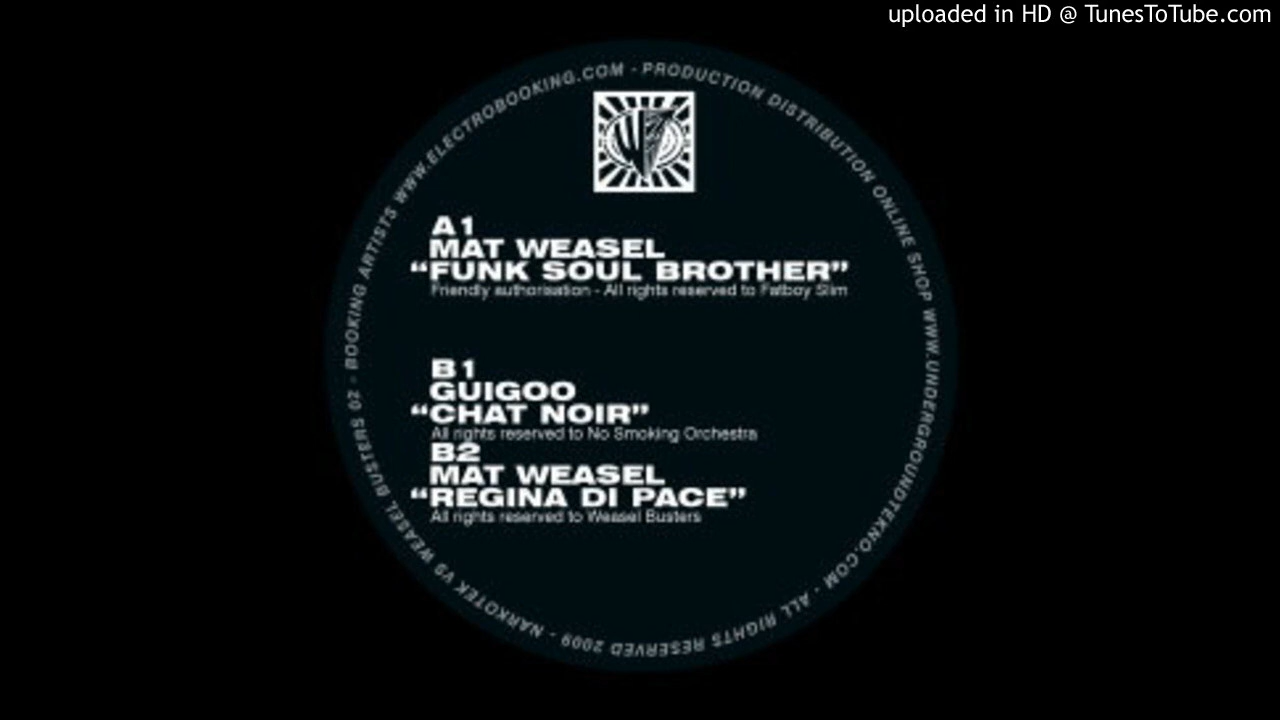 uploaded in HD @ TunesToTube.com
BOOKING ARTISTS WWW.ELECTROBOOKING.COM - PRODUCTION DISTRIBUTION ONLINE SHOP WWW.UNDERGROUNDTEKNO.COM - ALL RIGHTS RESERVED 2009 - NARKOTEK VS WEASEL BUSTERS 02 -
A1
MAT WEASEL
“FUNK SOUL BROTHER”
Friendly authorisation - All rights reserved to Fatboy Slim
B1
GUIGOO
“CHAT NOIR”
All rights reserved to No Smoking Orchestra
B2
MAT WEASEL
“REGINA DI PACE”
All rights reserved to Weasel Busters